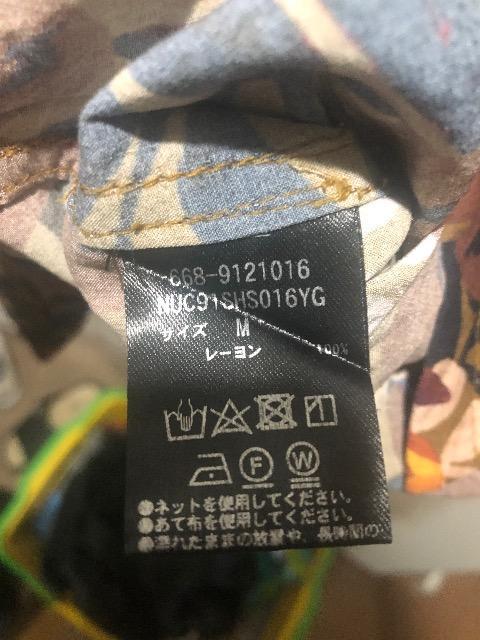 668-9121016
NUC91SHS016YG
サイズ M
レーヨン 100%
F W
●ネットを使用してください。
●あて布を使用してください。
●濡れたままの放置や、長時間の